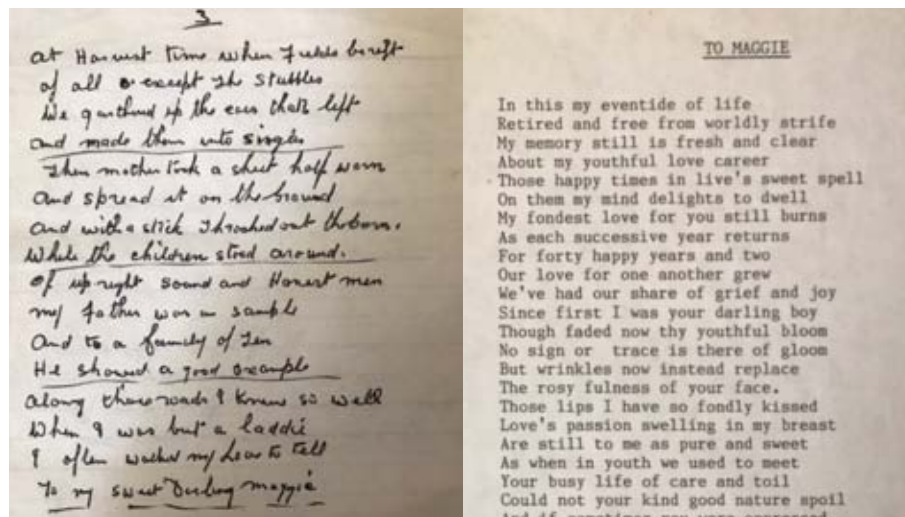 3
at Harvest time when Fields bereft
of all except the stubbles
We gathered up the ears that left
and made them into singles
Then mother took a sheet half worn
and spread it on the Ground
and with a stick Thrashed out the corn.
While the children stood around.
of upright sound and Honest men
my father was a sample
and to a family of Ten
He showed a good example
along those roads I knew so well
When I was but a laddie
I often walked my love to tell
To my sweet Darling Maggie
TO MAGGIE
In this my eventide of life
Retired and free from worldly strife
My memory still is fresh and clear
About my youthful love career
Those happy times in live's sweet spell
On them my mind delights to dwell
My fondest love for you still burns
As each successive year returns
For forty happy years and two
Our love for one another grew
We've had our share of grief and joy
Since first I was your darling boy
Though faded now thy youthful bloom
No sign or trace is there of gloom
But wrinkles now instead replace
The rosy fulness of your face.
Those lips I have so fondly kissed
Love's passion swelling in my breast
Are still to me as pure and sweet
As when in youth we used to meet
Your busy life of care and toil
Could not your kind good nature spoil